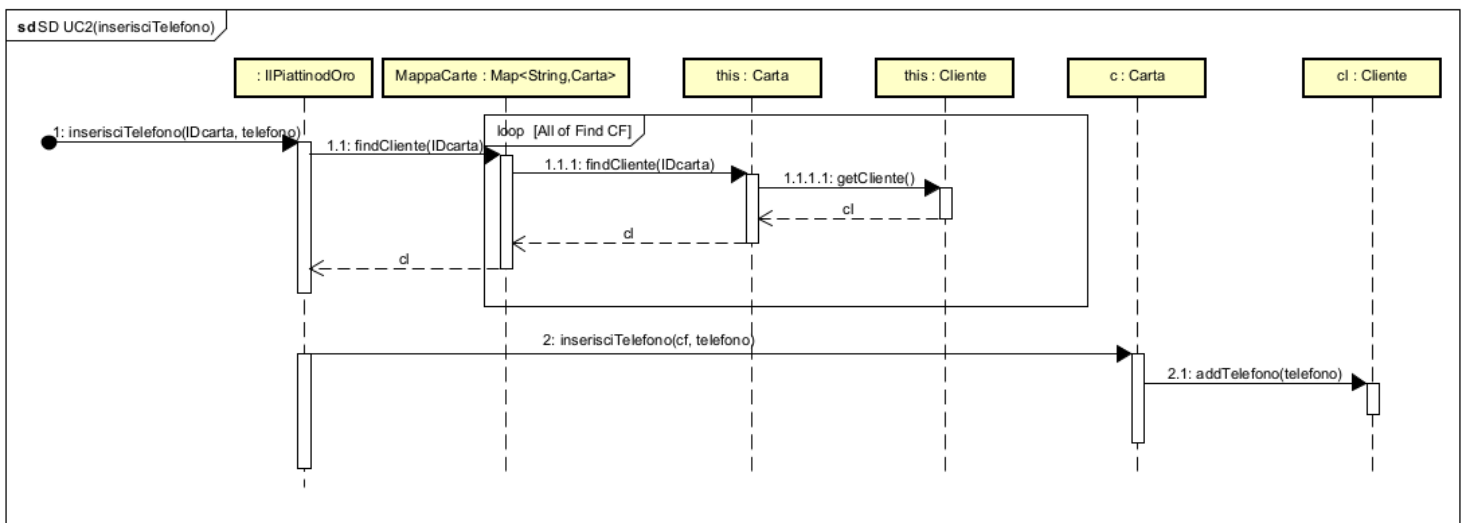 sd SD UC2(inserisciTelefono)
: IlPiattinodOro
MappaCarte : Map<String,Carta>
this : Carta
this : Cliente
c : Carta
cl : Cliente
loop [All of Find CF]
1: inserisciTelefono(IDcarta, telefono)
1.1: findCliente(IDcarta)
1.1.1: findCliente(IDcarta)
1.1.1.1: getCliente()
cl
cl
cl
2: inserisciTelefono(cf, telefono)
2.1: addTelefono(telefono)